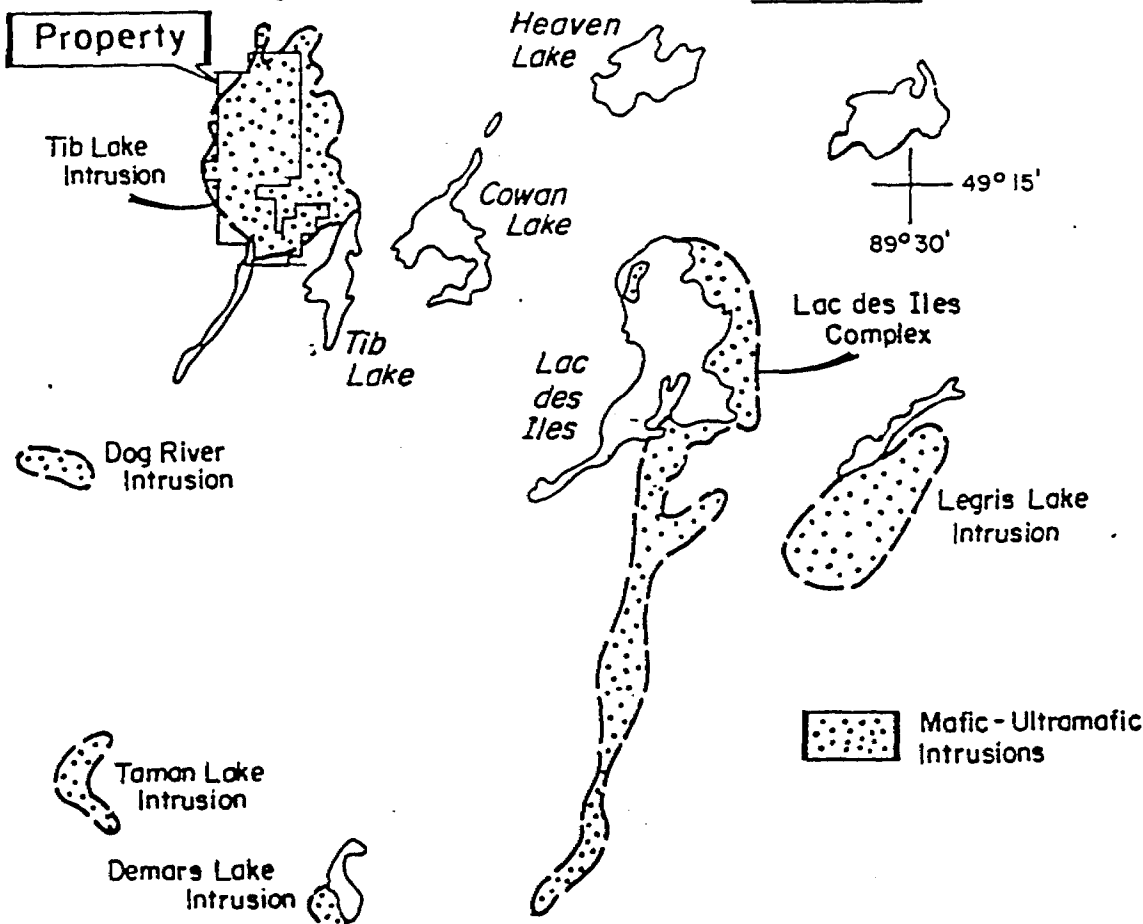 Property
Heaven
Lake
Tib Lake
Intrusion
Cowan
Lake
49° 15'
89° 30'
Lac des Iles
Complex
Tib
Lake
Lac
des
Iles
Dog River
Intrusion
Legris Lake
Intrusion
Mafic-Ultramafic
Intrusions
Taman Lake
Intrusion
Demars Lake
Intrusion